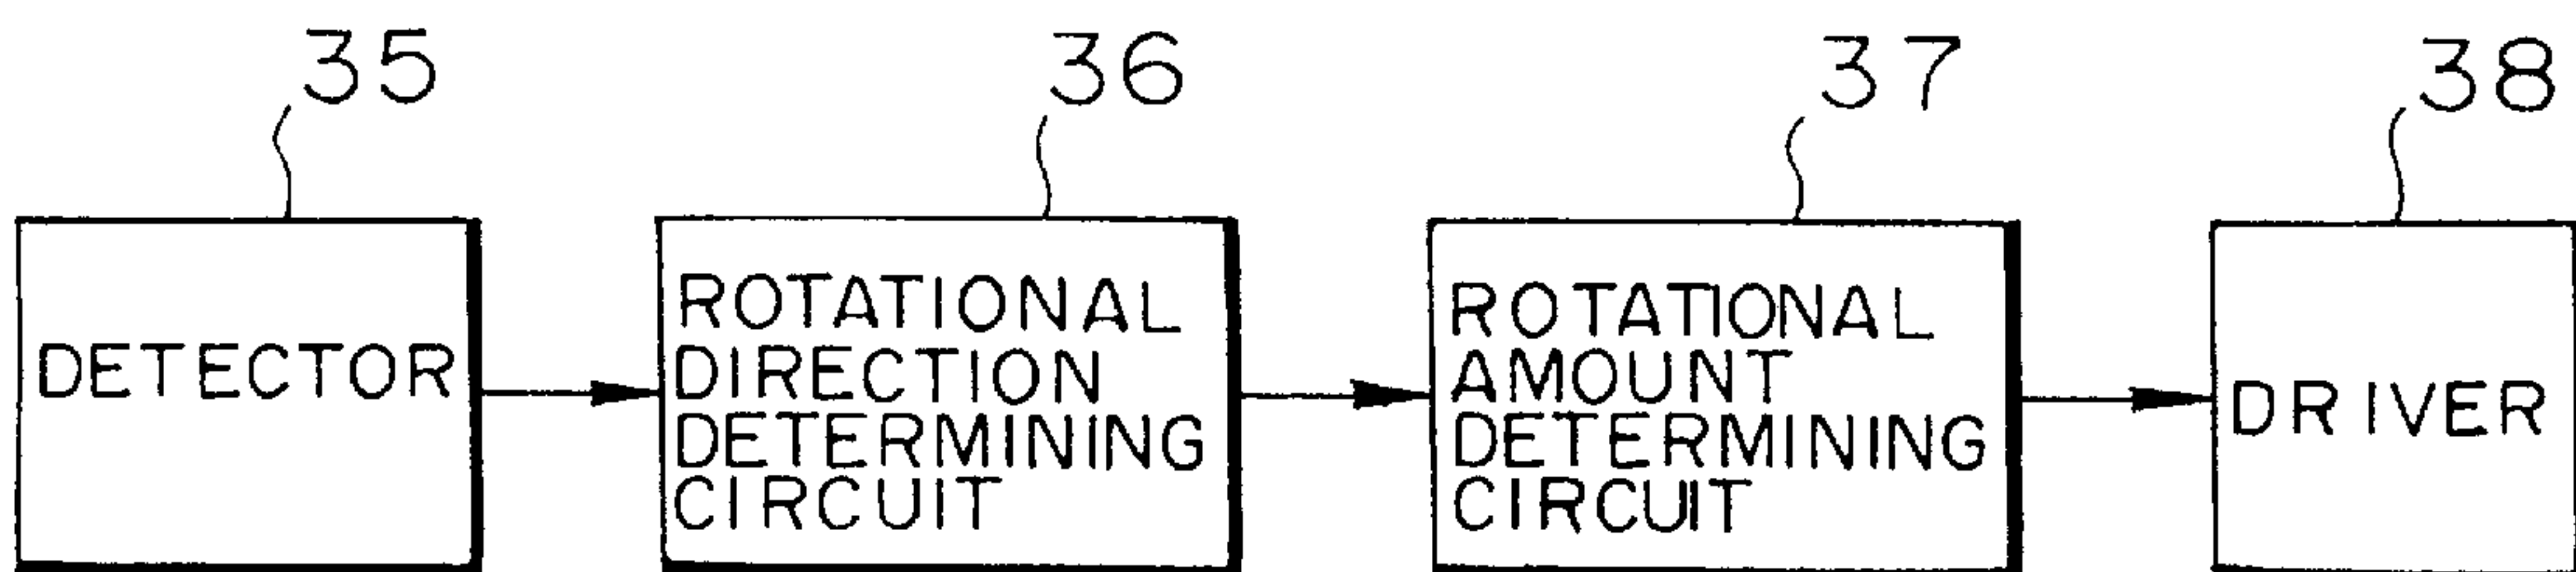 35
36
37
38
DETECTOR
ROTATIONAL
DIRECTION
DETERMINING
CIRCUIT
ROTATIONAL
AMOUNT
DETERMINING
CIRCUIT
DRIVER